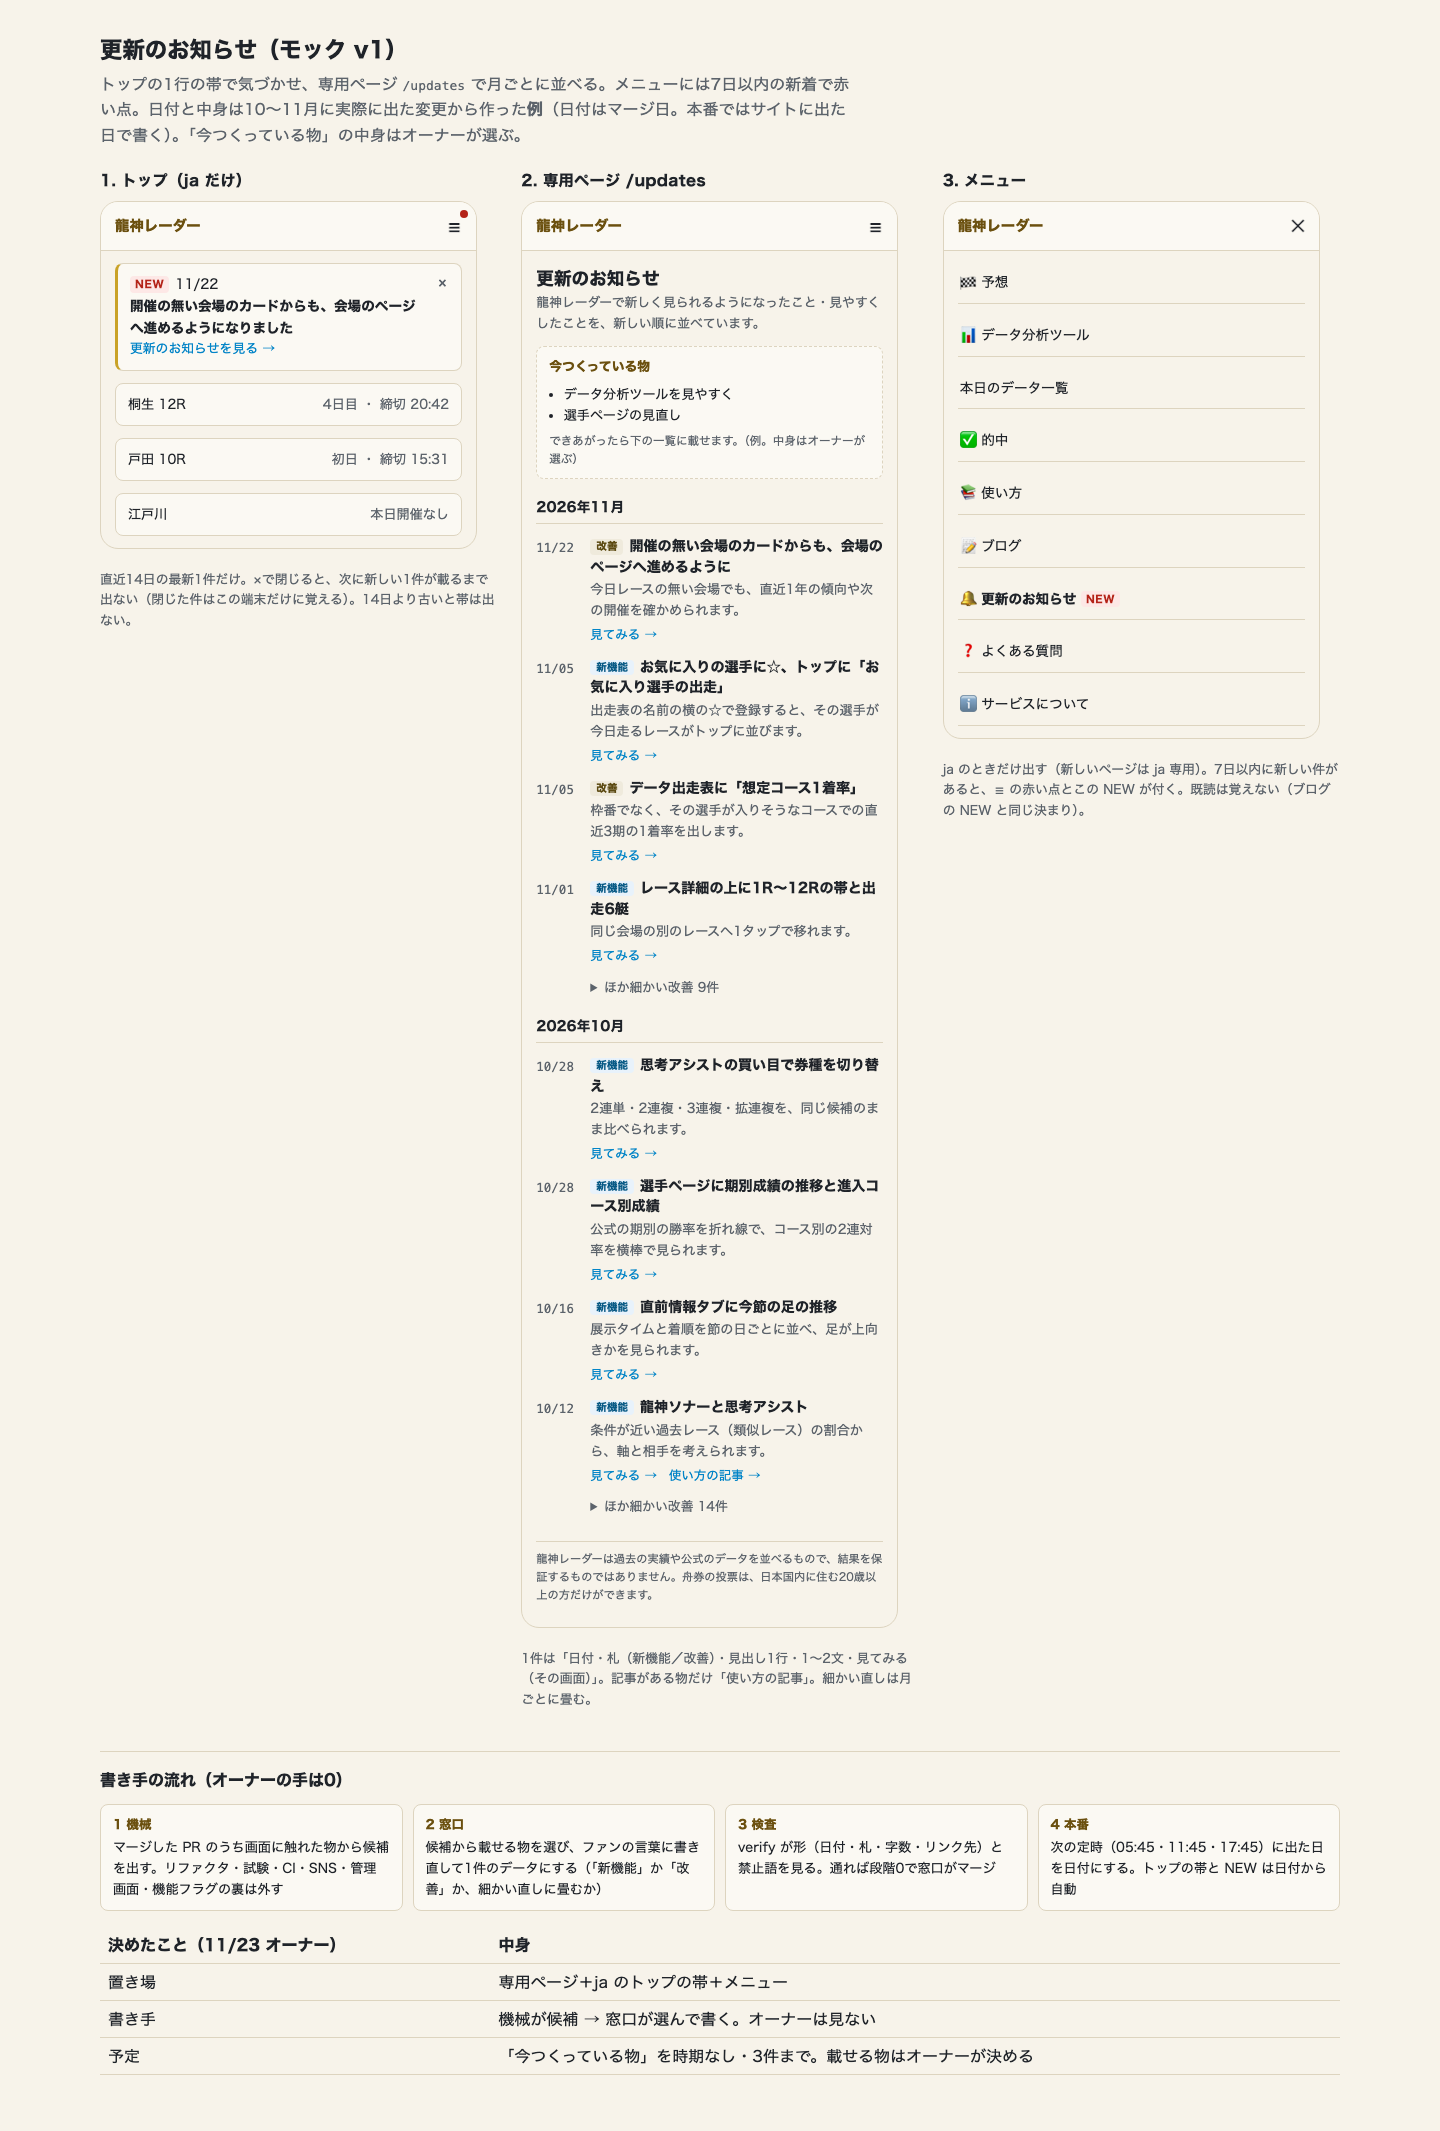 更新のお知らせ（モック v1）
トップの1行の帯で気づかせ、専用ページ /updates で月ごとに並べる。メニューには7日以内の新着で赤
い点。日付と中身は10〜11月に実際に出た変更から作った例（日付はマージ日。本番ではサイトに出た
日で書く）。「今つくっている物」の中身はオーナーが選ぶ。
1. トップ（ja だけ）
龍神レーダー
≡
NEW 11/22
×
開催の無い会場のカードからも、会場のページ
へ進めるようになりました
更新のお知らせを見る →
桐生 12R 4日目 ・ 締切 20:42
戸田 10R 初日 ・ 締切 15:31
江戸川 本日開催なし
直近14日の最新1件だけ。×で閉じると、次に新しい1件が載るまで
出ない（閉じた件はこの端末だけに覚える）。14日より古いと帯は出
ない。
2. 専用ページ /updates
龍神レーダー
≡
更新のお知らせ
龍神レーダーで新しく見られるようになったこと・見やすく
したことを、新しい順に並べています。
今つくっている物
• データ分析ツールを見やすく
• 選手ページの見直し
できあがったら下の一覧に載せます。（例。中身はオーナーが
選ぶ）
2026年11月
11/22 改善 開催の無い会場のカードからも、会場の
ページへ進めるように
今日レースの無い会場でも、直近1年の傾向や次
の開催を確かめられます。
見てみる →
11/05 新機能 お気に入りの選手に☆、トップに「お
気に入り選手の出走」
出走表の名前の横の☆で登録すると、その選手が
今日走るレースがトップに並びます。
見てみる →
11/05 改善 データ出走表に「想定コース1着率」
枠番でなく、その選手が入りそうなコースでの直
近3期の1着率を出します。
見てみる →
11/01 新機能 レース詳細の上に1R〜12Rの帯と出
走6艇
同じ会場の別のレースへ1タップで移れます。
見てみる →
▶ ほか細かい改善 9件
2026年10月
10/28 新機能 思考アシストの買い目で券種を切り替
え
2連単・2連複・3連複・拡連複を、同じ候補のま
ま比べられます。
見てみる →
10/28 新機能 選手ページに期別成績の推移と進入コ
ース別成績
公式の期別の勝率を折れ線で、コース別の2連対
率を横棒で見られます。
見てみる →
10/16 新機能 直前情報タブに今節の足の推移
展示タイムと着順を節の日ごとに並べ、足が上向
きかを見られます。
見てみる →
10/12 新機能 龍神ソナーと思考アシスト
条件が近い過去レース（類似レース）の割合か
ら、軸と相手を考えられます。
見てみる → 使い方の記事 →
▶ ほか細かい改善 14件
龍神レーダーは過去の実績や公式のデータを並べるもので、結果を保
証するものではありません。舟券の投票は、日本国内に住む20歳以
上の方だけができます。
1件は「日付・札（新機能／改善）・見出し1行・1〜2文・見てみる
（その画面）」。記事がある物だけ「使い方の記事」。細かい直しは月
ごとに畳む。
3. メニュー
龍神レーダー
×
予想
データ分析ツール
本日のデータ一覧
的中
使い方
ブログ
更新のお知らせ NEW
よくある質問
サービスについて
ja のときだけ出す（新しいページは ja 専用）。7日以内に新しい件が
あると、≡ の赤い点とこの NEW が付く。既読は覚えない（ブログ
の NEW と同じ決まり）。
書き手の流れ（オーナーの手は0）
1 機械
マージした PR のうち画面に触れた物から候補
を出す。リファクタ・試験・CI・SNS・管理
画面・機能フラグの裏は外す
2 窓口
候補から載せる物を選び、ファンの言葉に書き
直して1件のデータにする（「新機能」か「改
善」か、細かい直しに畳むか）
3 検査
verify が形（日付・札・字数・リンク先）と
禁止語を見る。通れば段階0で窓口がマージ
4 本番
次の定時（05:45・11:45・17:45）に出た日
を日付にする。トップの帯と NEW は日付から
自動
決めたこと（11/23 オーナー） 中身
置き場 専用ページ＋ja のトップの帯＋メニュー
書き手 機械が候補 → 窓口が選んで書く。オーナーは見ない
予定 「今つくっている物」を時期なし・3件まで。載せる物はオーナーが決める